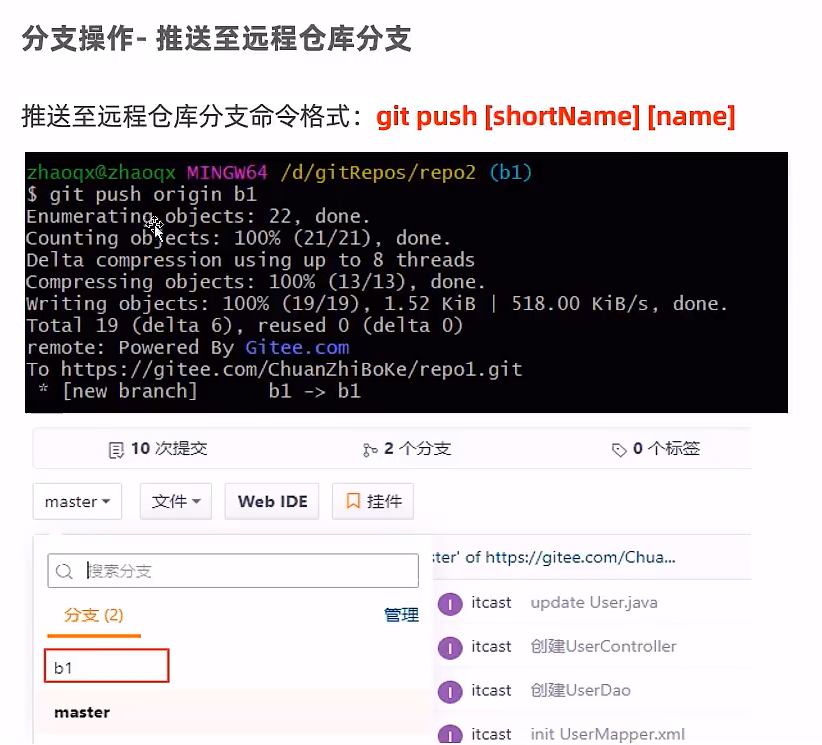 分支操作- 推送至远程仓库分支
推送至远程仓库分支命令格式：git push [shortName] [name]
zhaoqx@zhaoqx MINGW64 /d/gitRepos/repo2 (b1)
$ git push origin b1
Enumerating objects: 22, done.
Counting objects: 100% (21/21), done.
Delta compression using up to 8 threads
Compressing objects: 100% (13/13), done.
Writing objects: 100% (19/19), 1.52 KiB | 518.00 KiB/s, done.
Total 19 (delta 6), reused 0 (delta 0)
remote: Powered By Gitee.com
To https://gitee.com/ChuanZhiBoKe/repo1.git
* [new branch] b1 -> b1
10 次提交 2 个分支 0 个标签
master 文件 Web IDE 挂件
ster' of https://gitee.com/Chua...
搜索分支
I itcast update User.java
分支 (2) 管理
I itcast 创建UserController
b1
I itcast 创建UserDao
master
I itcast init UserMapper.xml